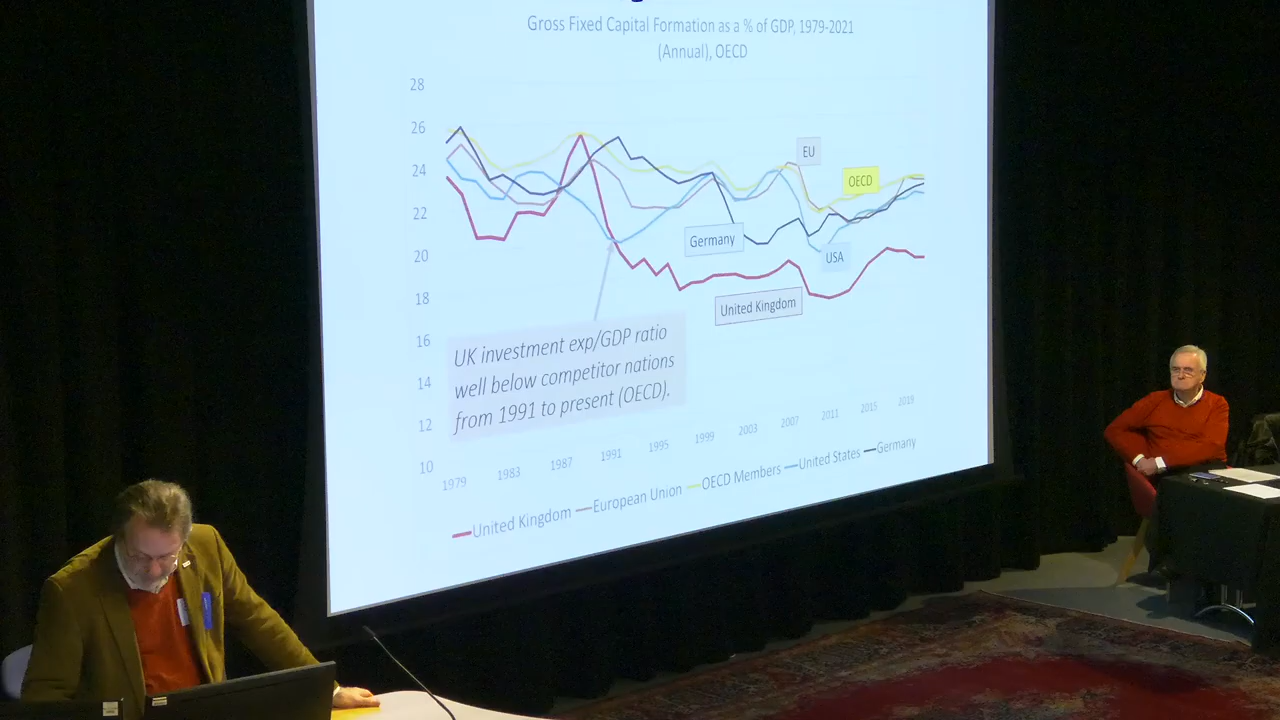 Gross Fixed Capital Formation as a % of GDP, 1979-2021
(Annual), OECD
28
26
24
22
20
18
16
14
12
10
EU
OECD
Germany
USA
United Kingdom
UK investment exp/GDP ratio
well below competitor nations
from 1991 to present (OECD).
1979 1983 1987 1991 1995 1999 2003 2007 2011 2015 2019
United Kingdom European Union OECD Members United States Germany